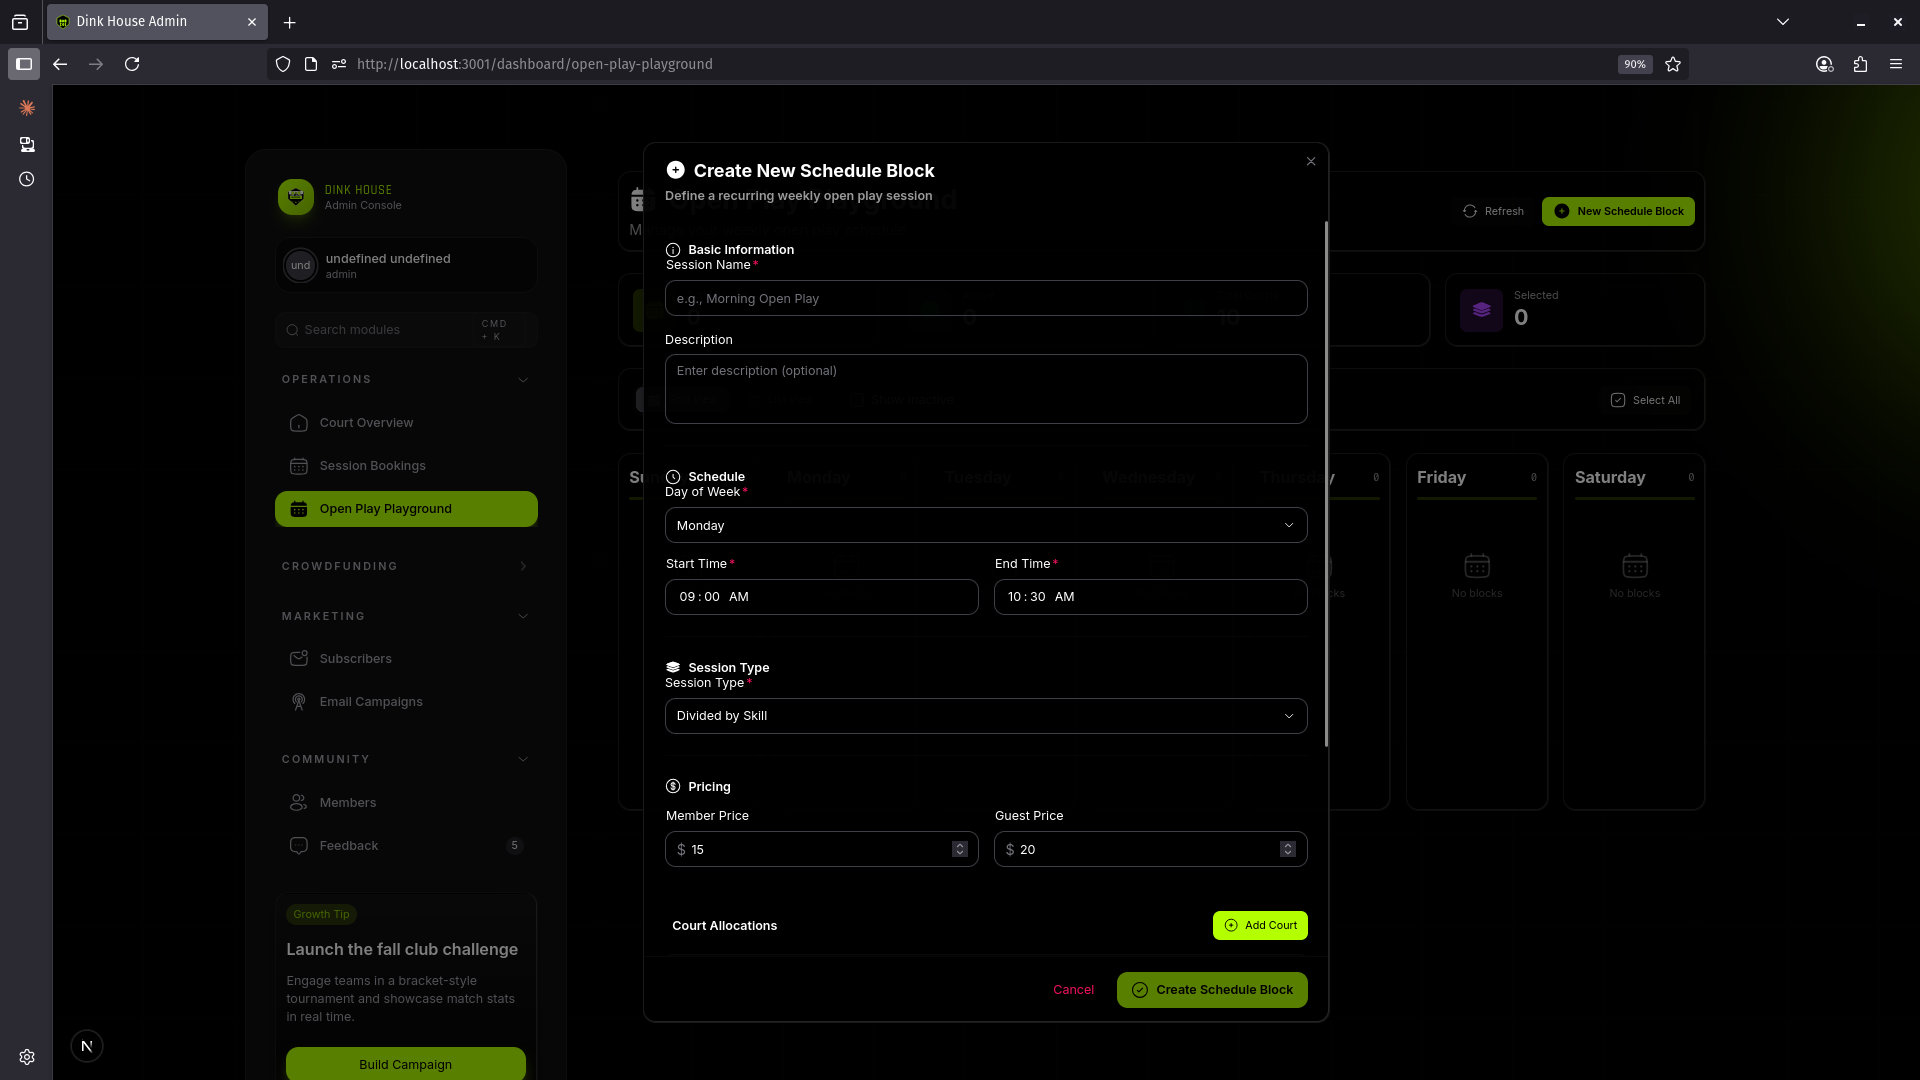 Dink House Admin
http://localhost:3001/dashboard/open-play-playground
90%
DINK HOUSE
Admin Console
und
undefined undefined
admin
Search modules
CMD
+ K
OPERATIONS
Court Overview
Session Bookings
Open Play Playground
CROWDFUNDING
MARKETING
Subscribers
Email Campaigns
COMMUNITY
Members
Feedback
5
Growth Tip
Launch the fall club challenge
Engage teams in a bracket-style
tournament and showcase match stats
in real time.
Build Campaign
N
Refresh
New Schedule Block
Selected
0
Select All
Monday
Tuesday
Wednesday
Thursday
0
Friday
0
Saturday
0
No blocks
No blocks
Create New Schedule Block
Define a recurring weekly open play session
Basic Information
Session Name*
e.g., Morning Open Play
Description
Enter description (optional)
Schedule
Day of Week*
Monday
Start Time*
End Time*
09:00 AM
10:30 AM
Session Type
Session Type*
Divided by Skill
Pricing
Member Price
Guest Price
$ 15
$ 20
Court Allocations
Add Court
Cancel
Create Schedule Block